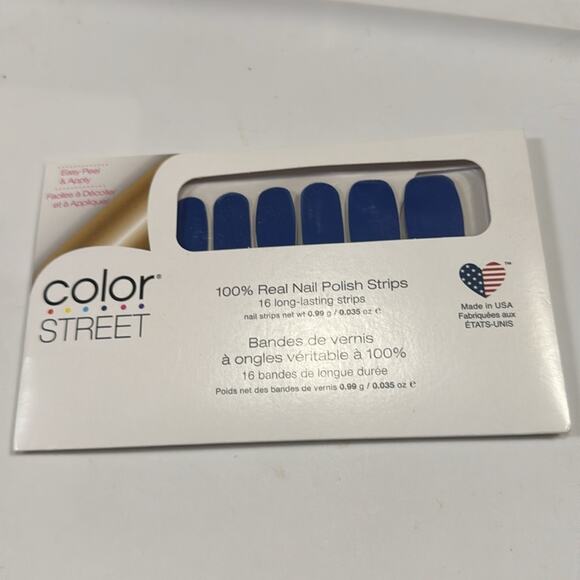 Easy Peel
& Apply
Faciles à Décoller
et à Appliquer
color®
STREET
100% Real Nail Polish Strips
16 long-lasting strips
nail strips net wt 0.99 g / 0.035 oz ℮
Bandes de vernis
à ongles véritable à 100%
16 bandes de longue durée
Poids net des bandes de vernis 0.99 g / 0.035 oz ℮
™
Made in USA
Fabriquées aux
ÉTATS-UNIS